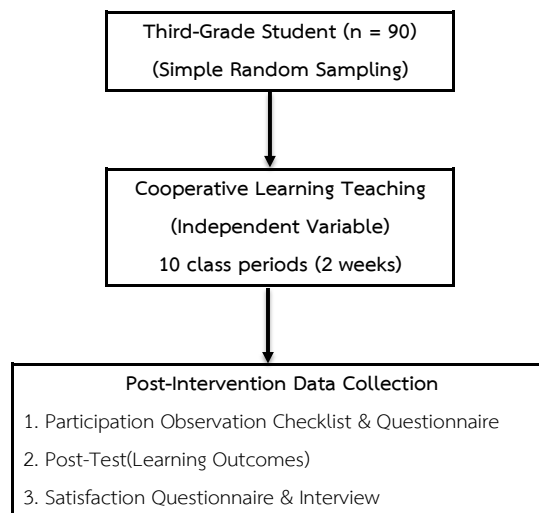 Third-Grade Student (n = 90)
(Simple Random Sampling)
Cooperative Learning Teaching
(Independent Variable)
10 class periods (2 weeks)
Post-Intervention Data Collection
1. Participation Observation Checklist & Questionnaire
2. Post-Test(Learning Outcomes)
3. Satisfaction Questionnaire & Interview